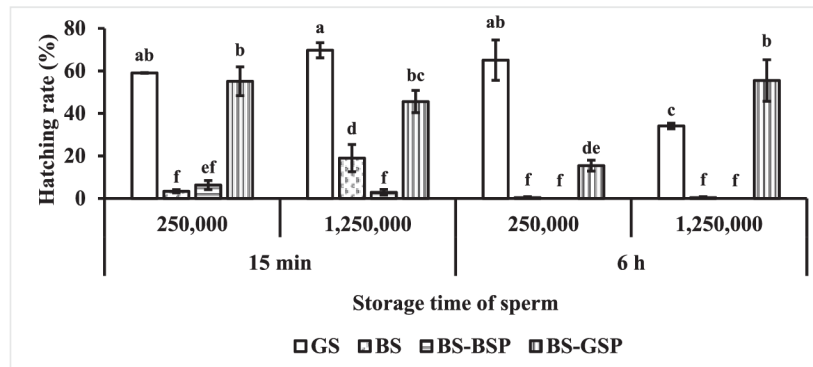 Hatching rate (%)
80
60
40
20
0
ab
f
ef
b
a
d
f
bc
ab
f
f
de
c
f
f
b
250,000
1,250,000
250,000
1,250,000
15 min
6 h
Storage time of sperm
GS
BS
BS-BSP
BS-GSP